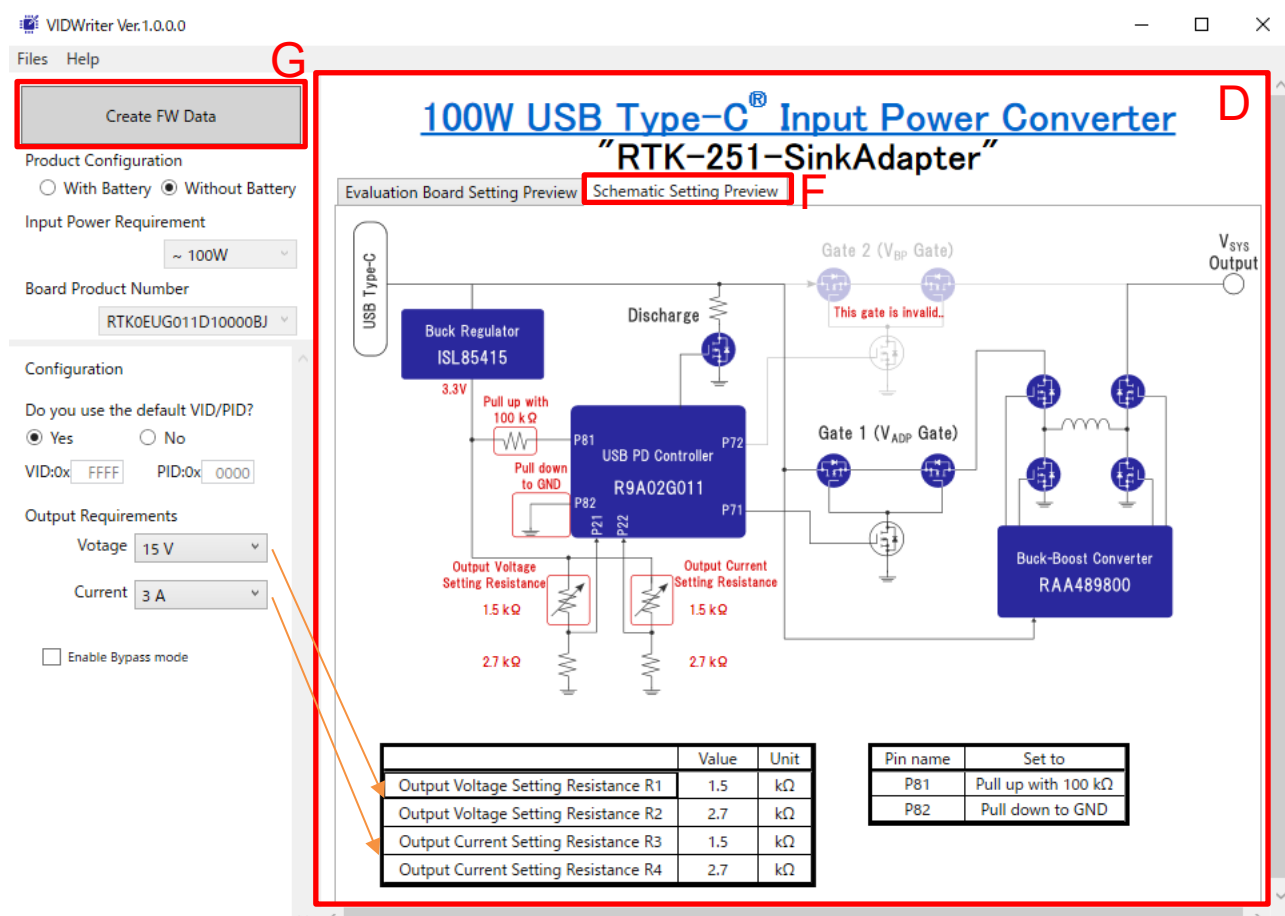 VIDWriter Ver.1.0.0.0
Files Help
G
Create FW Data
Product Configuration
With Battery Without Battery
Input Power Requirement
~ 100W
Board Product Number
RTK0EUG011D10000BJ
Configuration
Do you use the default VID/PID?
Yes No
VID:0x FFFF PID:0x 0000
Output Requirements
Votage 15 V
Current 3 A
Enable Bypass mode
D
100W USB Type-C® Input Power Converter
"RTK-251-SinkAdapter"
Evaluation Board Setting Preview Schematic Setting Preview F
USB Type-C
Gate 2 (VBP Gate)
VSYS
Output
This gate is invalid..
Discharge
Buck Regulator
ISL85415
3.3V
Pull up with
100 kΩ
P81
P72
USB PD Controller
R9A02G011
Pull down
to GND
P82
P71
P21
P22
Gate 1 (VADP Gate)
Buck-Boost Converter
RAA489800
Output Voltage
Setting Resistance
1.5 kΩ
2.7 kΩ
Output Current
Setting Resistance
1.5 kΩ
2.7 kΩ
Value Unit
Output Voltage Setting Resistance R1 1.5 kΩ
Output Voltage Setting Resistance R2 2.7 kΩ
Output Current Setting Resistance R3 1.5 kΩ
Output Current Setting Resistance R4 2.7 kΩ
Pin name Set to
P81 Pull up with 100 kΩ
P82 Pull down to GND